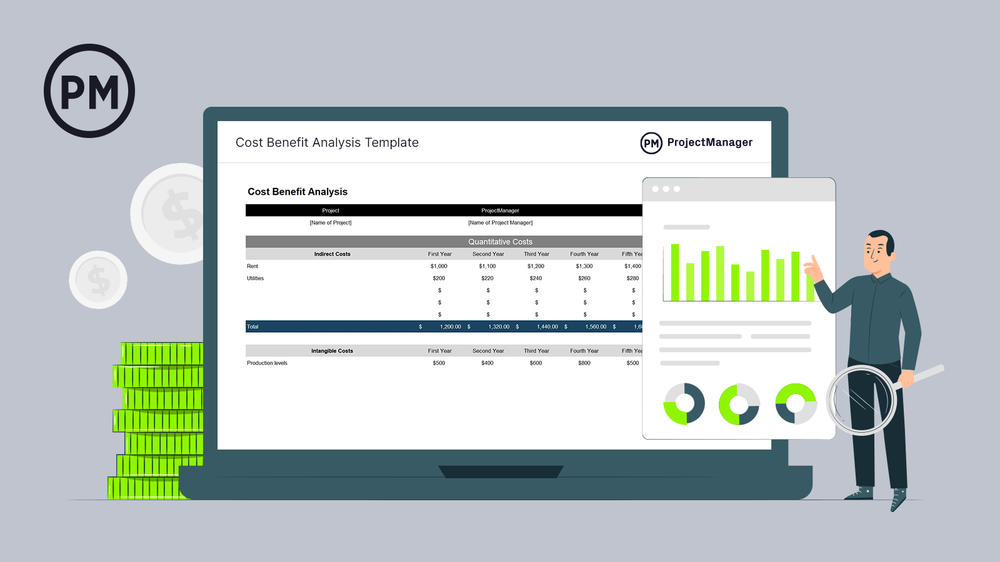 PM
Cost Benefit Analysis Template
PM ProjectManager
Cost Benefit Analysis
Project ProjectManager
[Name of Project] [Name of Project Manager]
Quantitative Costs
Indirect Costs First Year Second Year Third Year Fourth Year Fifth Yea
Rent $1,000 $1,100 $1,200 $1,300 $1,400
Utilities $200 $220 $240 $260 $280
$ $ $ $ $
$ $ $ $ $
$ $ $ $ $
Total $ 1,200.00 $ 1,320.00 $ 1,440.00 $ 1,560.00 $ 1,68
Intangible Costs First Year Second Year Third Year Fourth Year Fifth Yea
Production levels $500 $400 $600 $800 $500
$
$